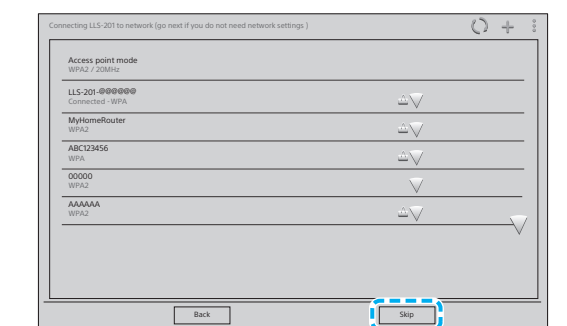 Connecting LLS-201 to network (go next if you do not need network settings )
Access point mode
WPA2 / 20MHz
LLS-201-@@@@@@
Connected - WPA
MyHomeRouter
WPA2
ABC123456
WPA
00000
WPA2
AAAAAA
WPA2
Back
Skip